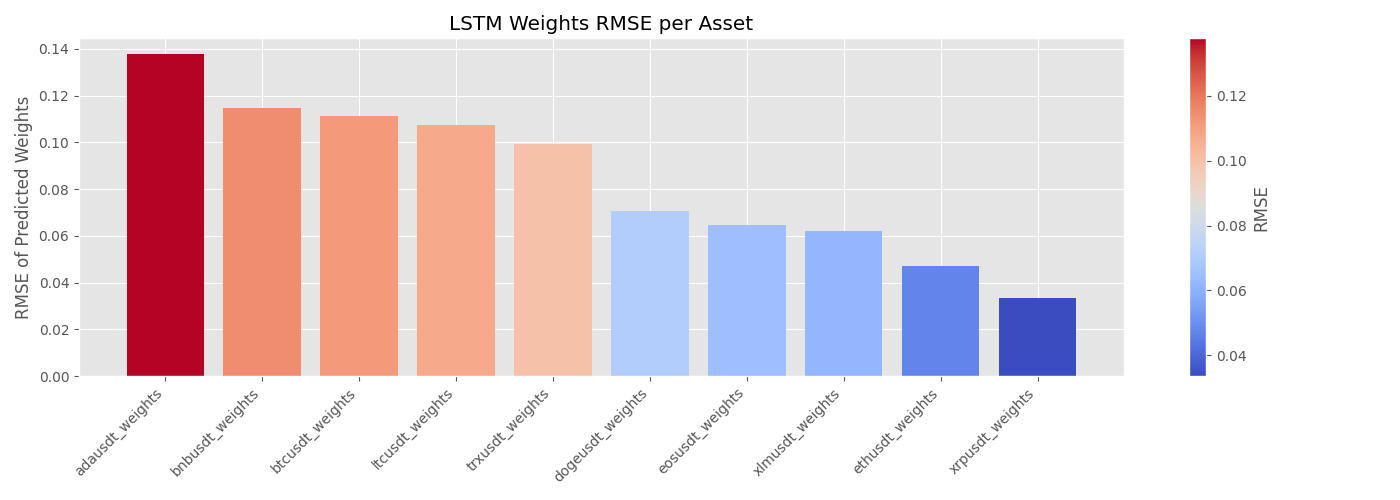 LSTM Weights RMSE per Asset
RMSE of Predicted Weights
0.14
0.12
0.10
0.08
0.06
0.04
0.02
0.00
adausdt_weights
bnbusdt_weights
btcusdt_weights
ltcusdt_weights
trxusdt_weights
dogeusdt_weights
eosusdt_weights
xlmusdt_weights
ethusdt_weights
xrpusdt_weights
0.12
0.10
0.08
0.06
0.04
RMSE